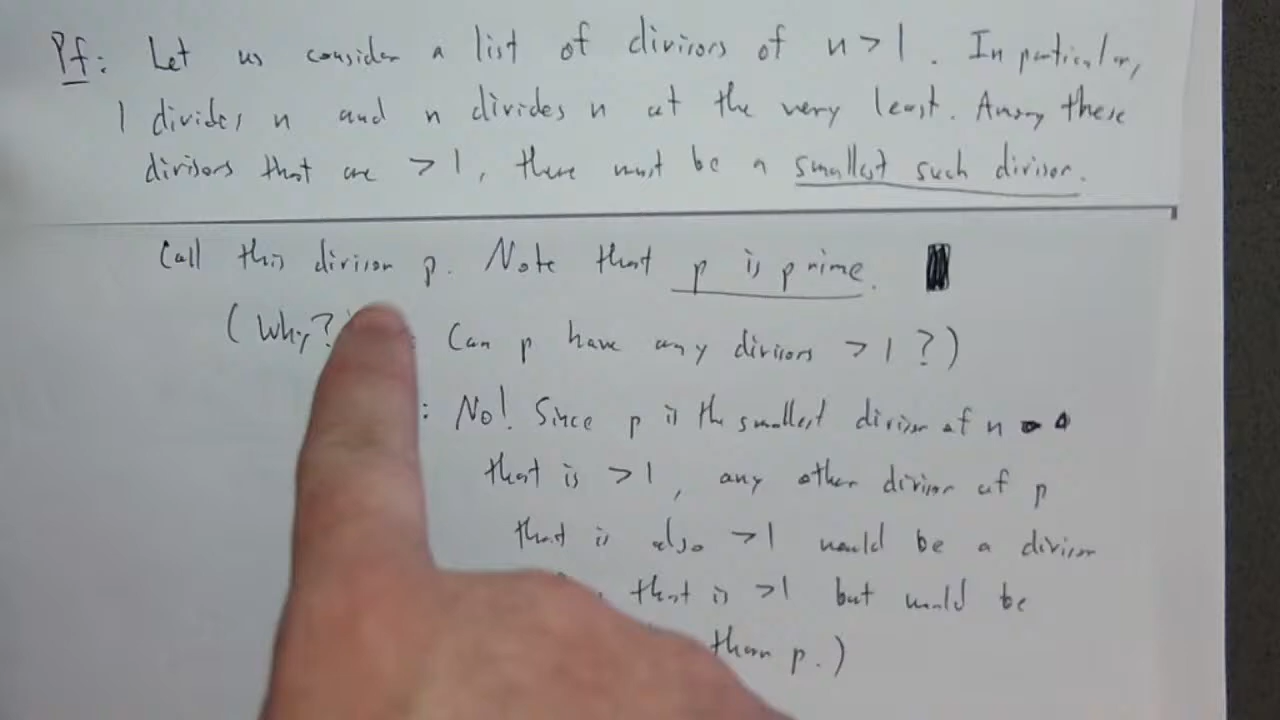 Pf: Let us consider a list of divisors of n > 1. In particular,
1 divides n and n divides n at the very least. Among these
divisors that are > 1, there must be a smallest such divisor.
Call this divisor p. Note that p is prime.
(Why? : Can p have any divisors > 1 ?)
: No! Since p is the smallest divisor of n
that is > 1, any other divisor of p
that is also > 1 would be a divisor
that is > 1 but would be
than p.)